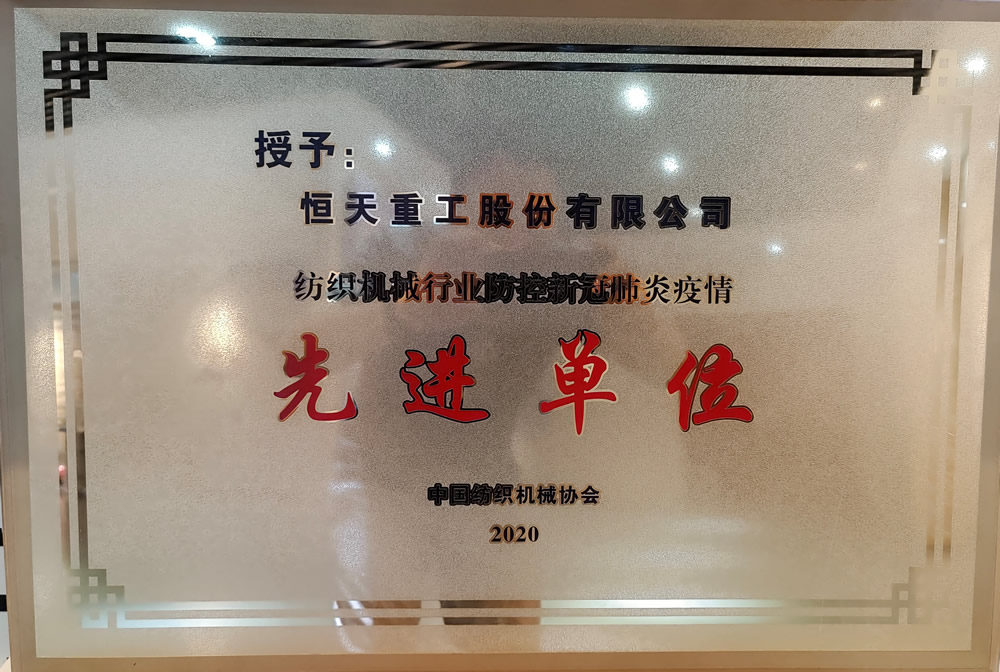 授予：
恒天重工股份有限公司
纺织机械行业防控新冠肺炎疫情
先进单位
中国纺织机械协会
2020